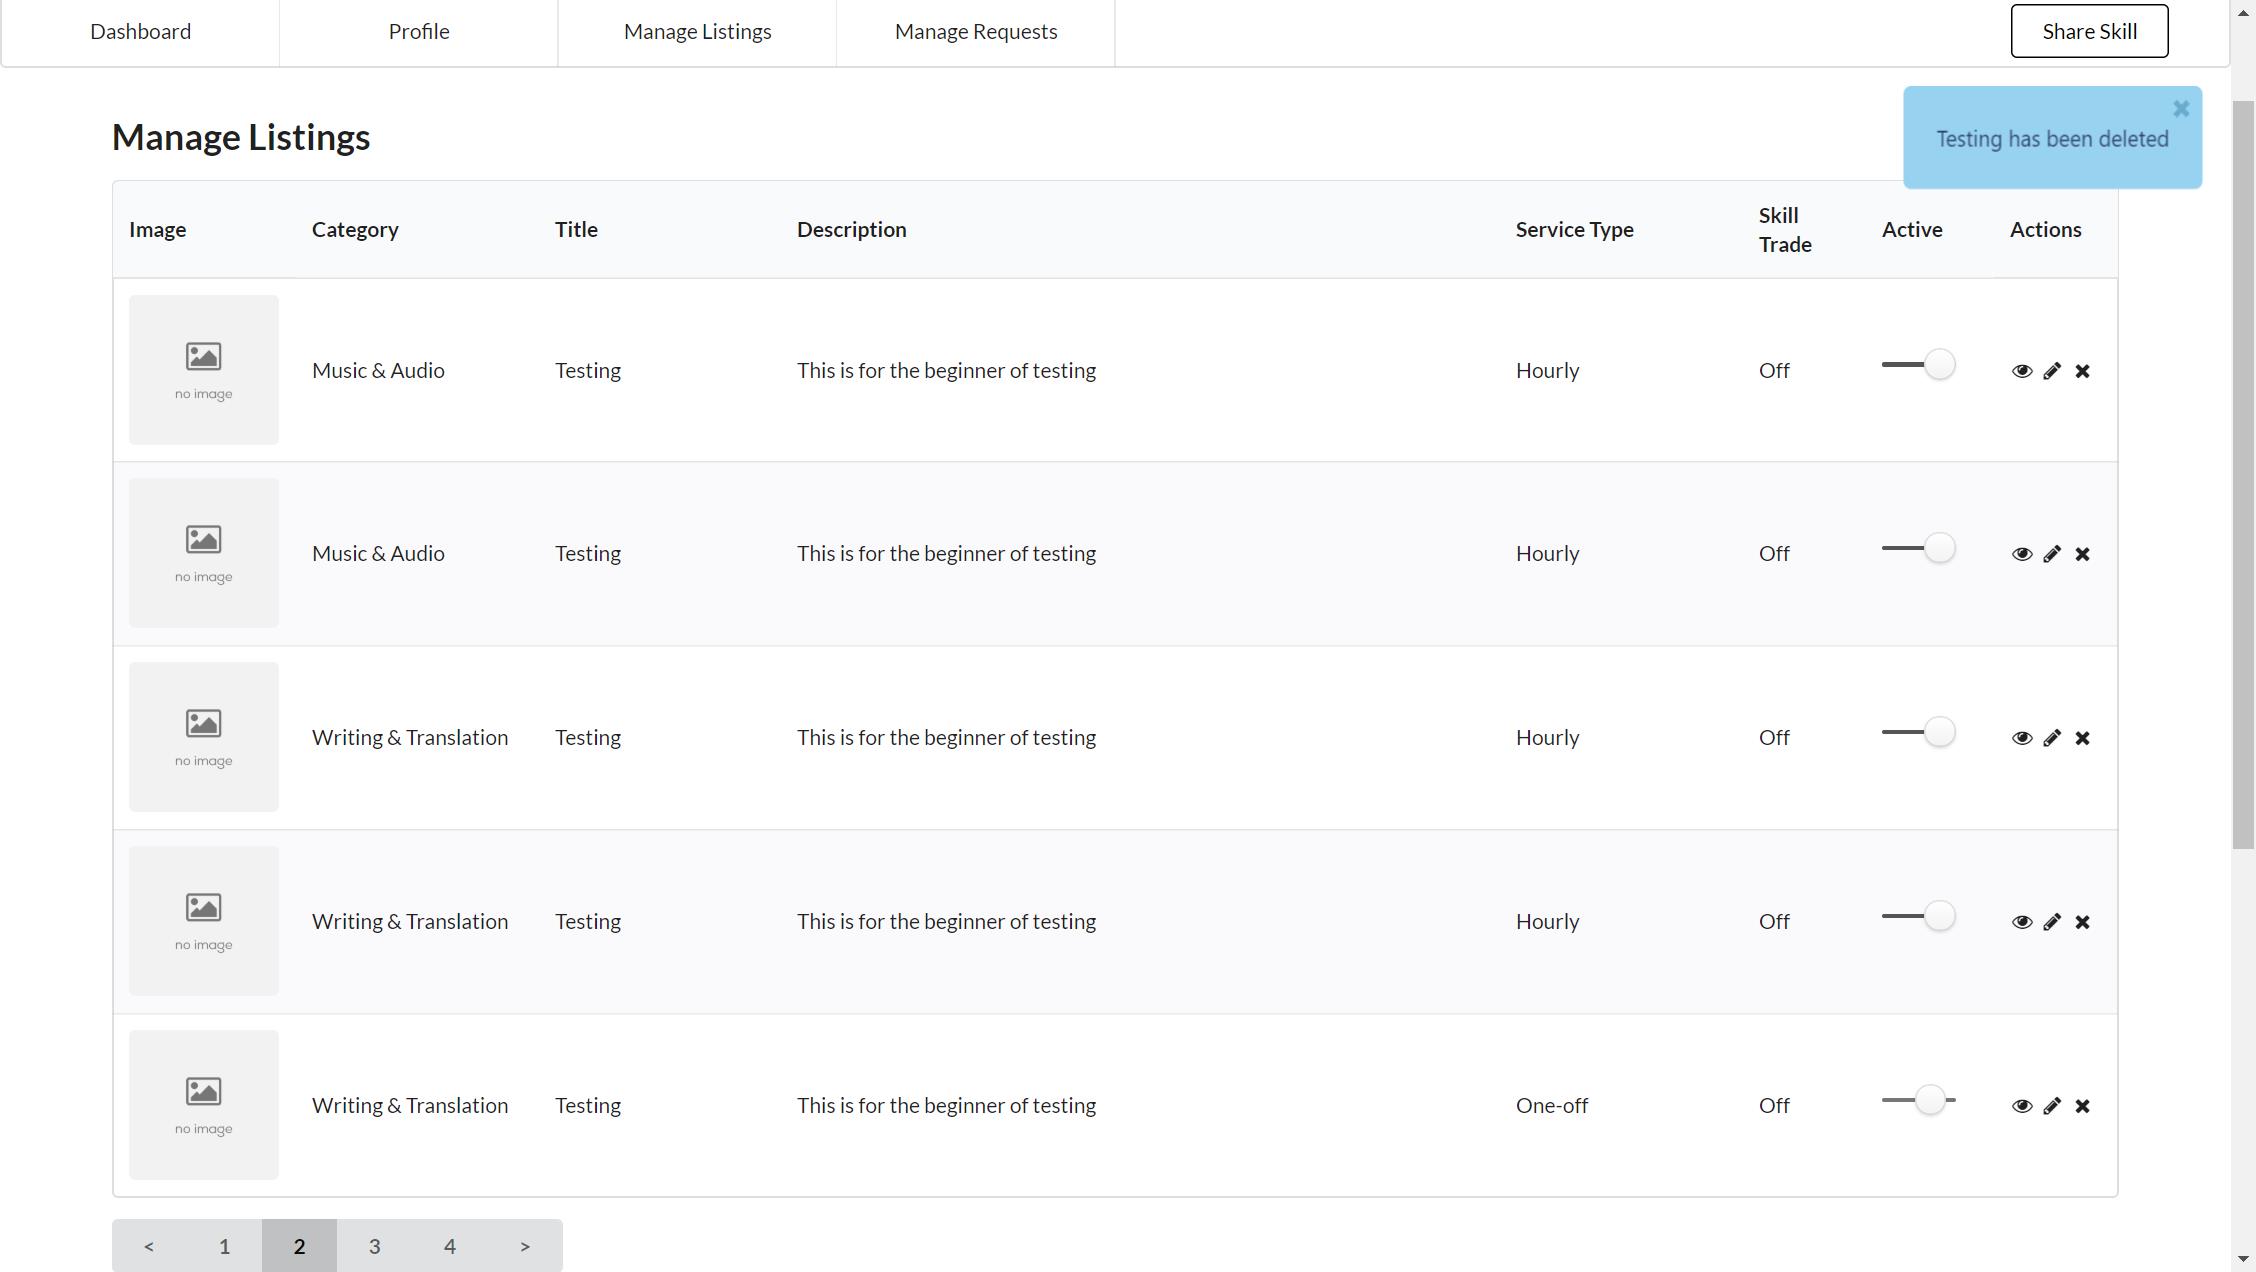 Dashboard Profile Manage Listings Manage Requests Share Skill
Testing has been deleted
Manage Listings
Image Category Title Description Service Type Skill Trade Active Actions
no image Music & Audio Testing This is for the beginner of testing Hourly Off
no image Music & Audio Testing This is for the beginner of testing Hourly Off
no image Writing & Translation Testing This is for the beginner of testing Hourly Off
no image Writing & Translation Testing This is for the beginner of testing Hourly Off
no image Writing & Translation Testing This is for the beginner of testing One-off Off
< 1 2 3 4 >